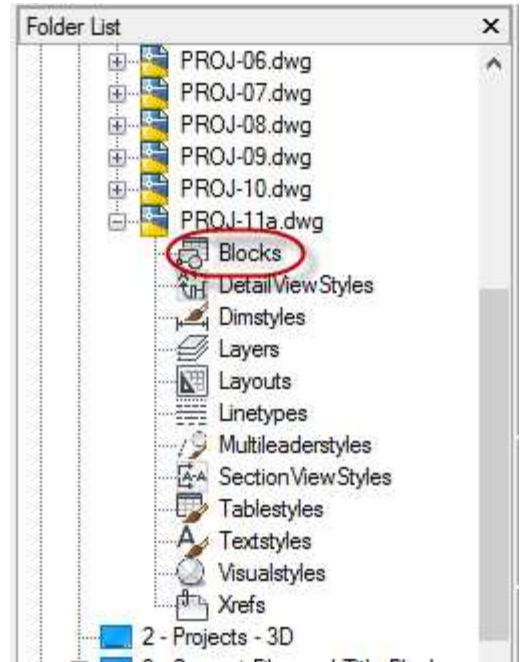 Folder List
PROJ-06.dwg
PROJ-07.dwg
PROJ-08.dwg
PROJ-09.dwg
PROJ-10.dwg
PROJ-11a.dwg
Blocks
DetailViewStyles
Dimstyles
Layers
Layouts
Linetypes
Multileaderstyles
SectionViewStyles
Tablestyles
Textstyles
Visualstyles
Xrefs
2 - Projects - 3D